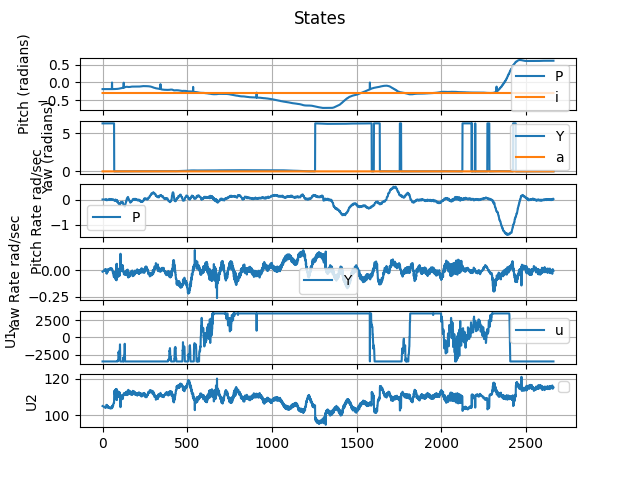 States
Pitch (radians)
0.5
0.0
−0.5
P
i
Yaw (radians)
5
0
Y
a
Pitch Rate rad/sec
0
−1
P
Yaw Rate rad/sec
0.00
−0.25
Y
U1
2500
0
−2500
u
U2
120
100
0 500 1000 1500 2000 2500